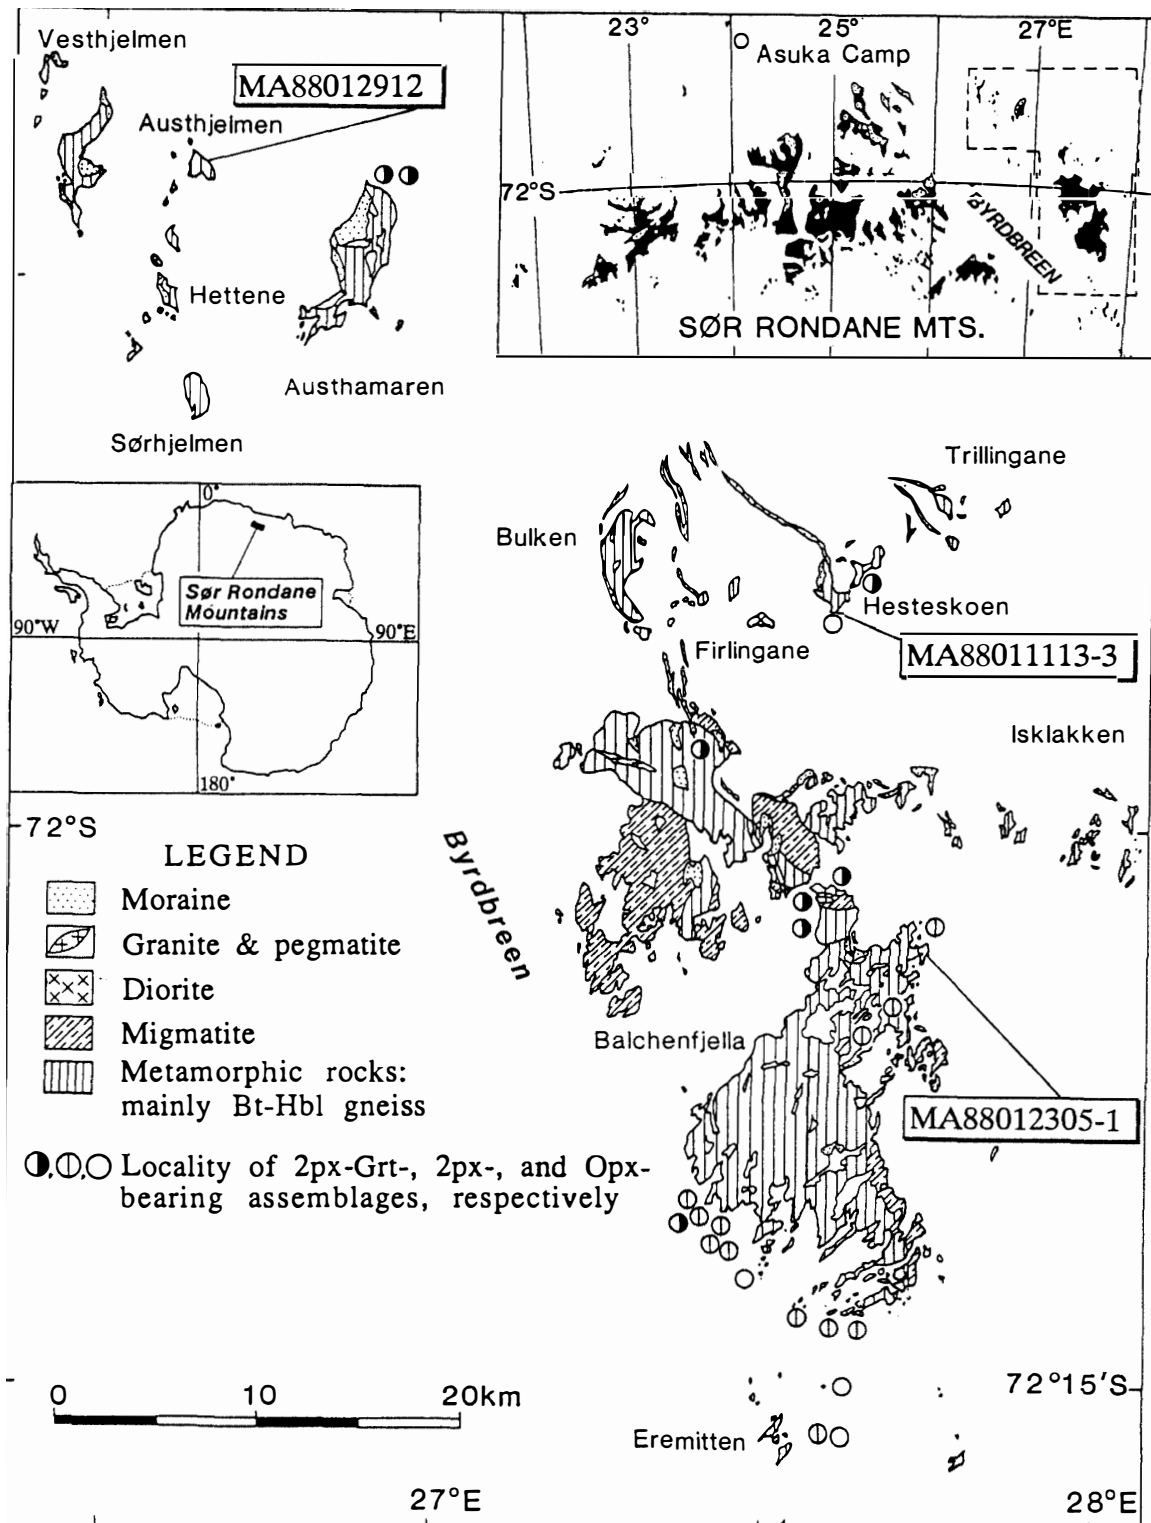 Vesthjelmen
MA88012912
Austhjelmen
Hettene
Austhamaren
Sørhjelmen
23°
25°
27°E
Asuka Camp
72°S
BYRDBREEN
SØR RONDANE MTS.
0°
Sør Rondane
Mountains
90°W
90°E
180°
Trillingane
Bulken
Hesteskoen
Firlingane
MA88011113-3
Isklakken
72°S
Byrdbreen
LEGEND
Moraine
Granite & pegmatite
Diorite
Migmatite
Metamorphic rocks:
mainly Bt-Hbl gneiss
Locality of 2px-Grt-, 2px-, and Opx-
bearing assemblages, respectively
Balchenfjella
MA88012305-1
0 10 20km
72°15'S
Eremitten
27°E
28°E